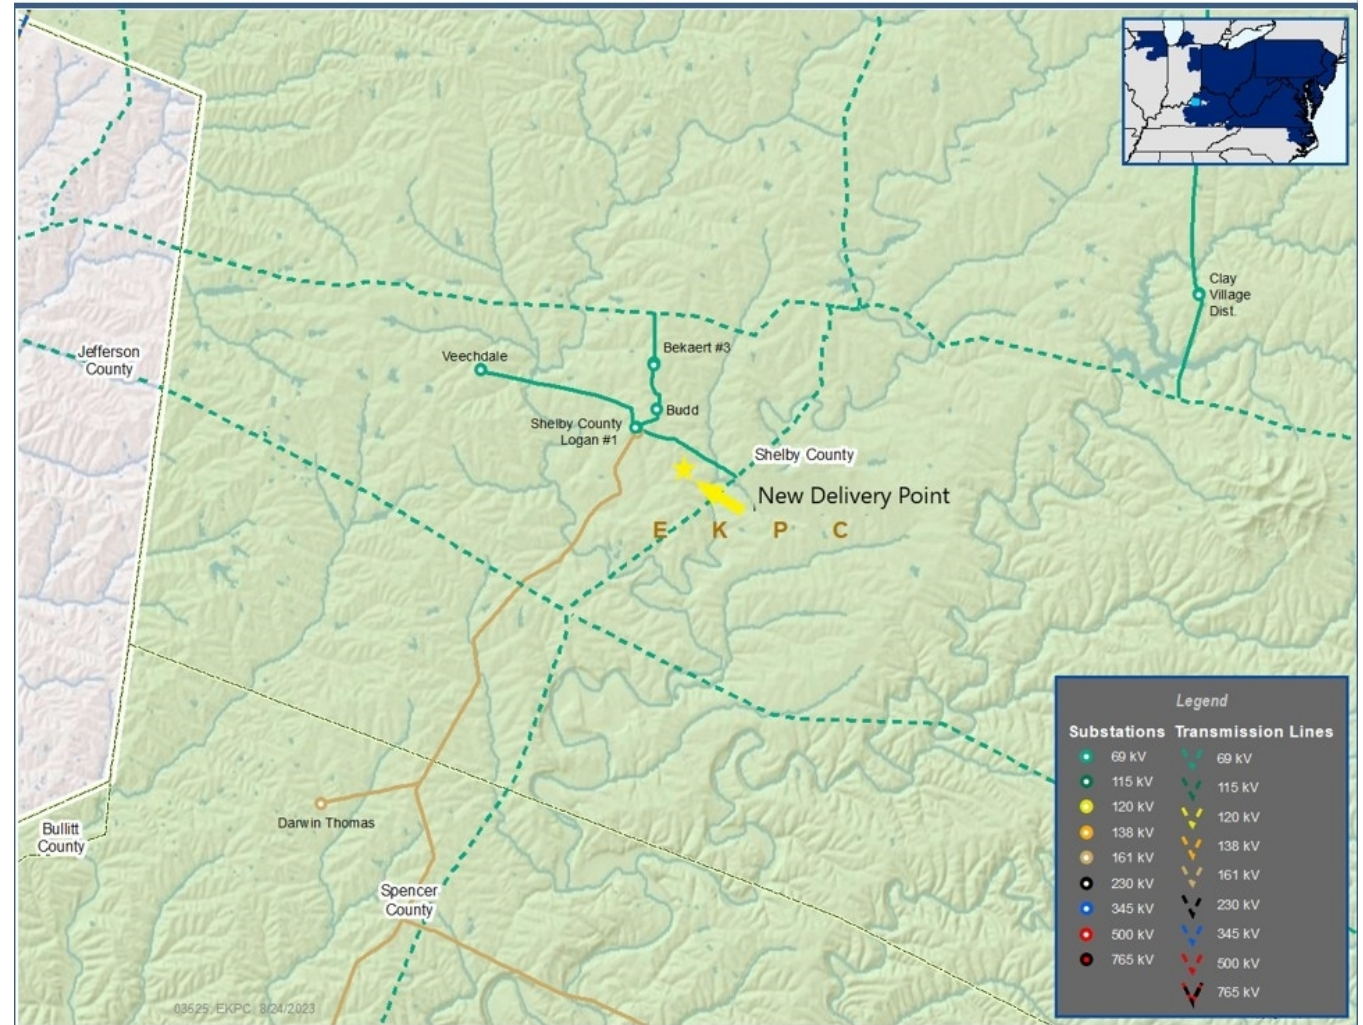 Clay
Village
Dist.
Jefferson
County
Veechdale
Bekaert #3
Budd
Shelby County
Logan #1
Shelby County
New Delivery Point
E K P C
Darwin Thomas
Bullitt
County
Spencer
County
03525, EKPC 8/24/2023
Legend
Substations Transmission Lines
69 kV 69 kV
115 kV 115 kV
120 kV 120 kV
138 kV 138 kV
161 kV 161 kV
230 kV 230 kV
345 kV 345 kV
500 kV 500 kV
765 kV 765 kV